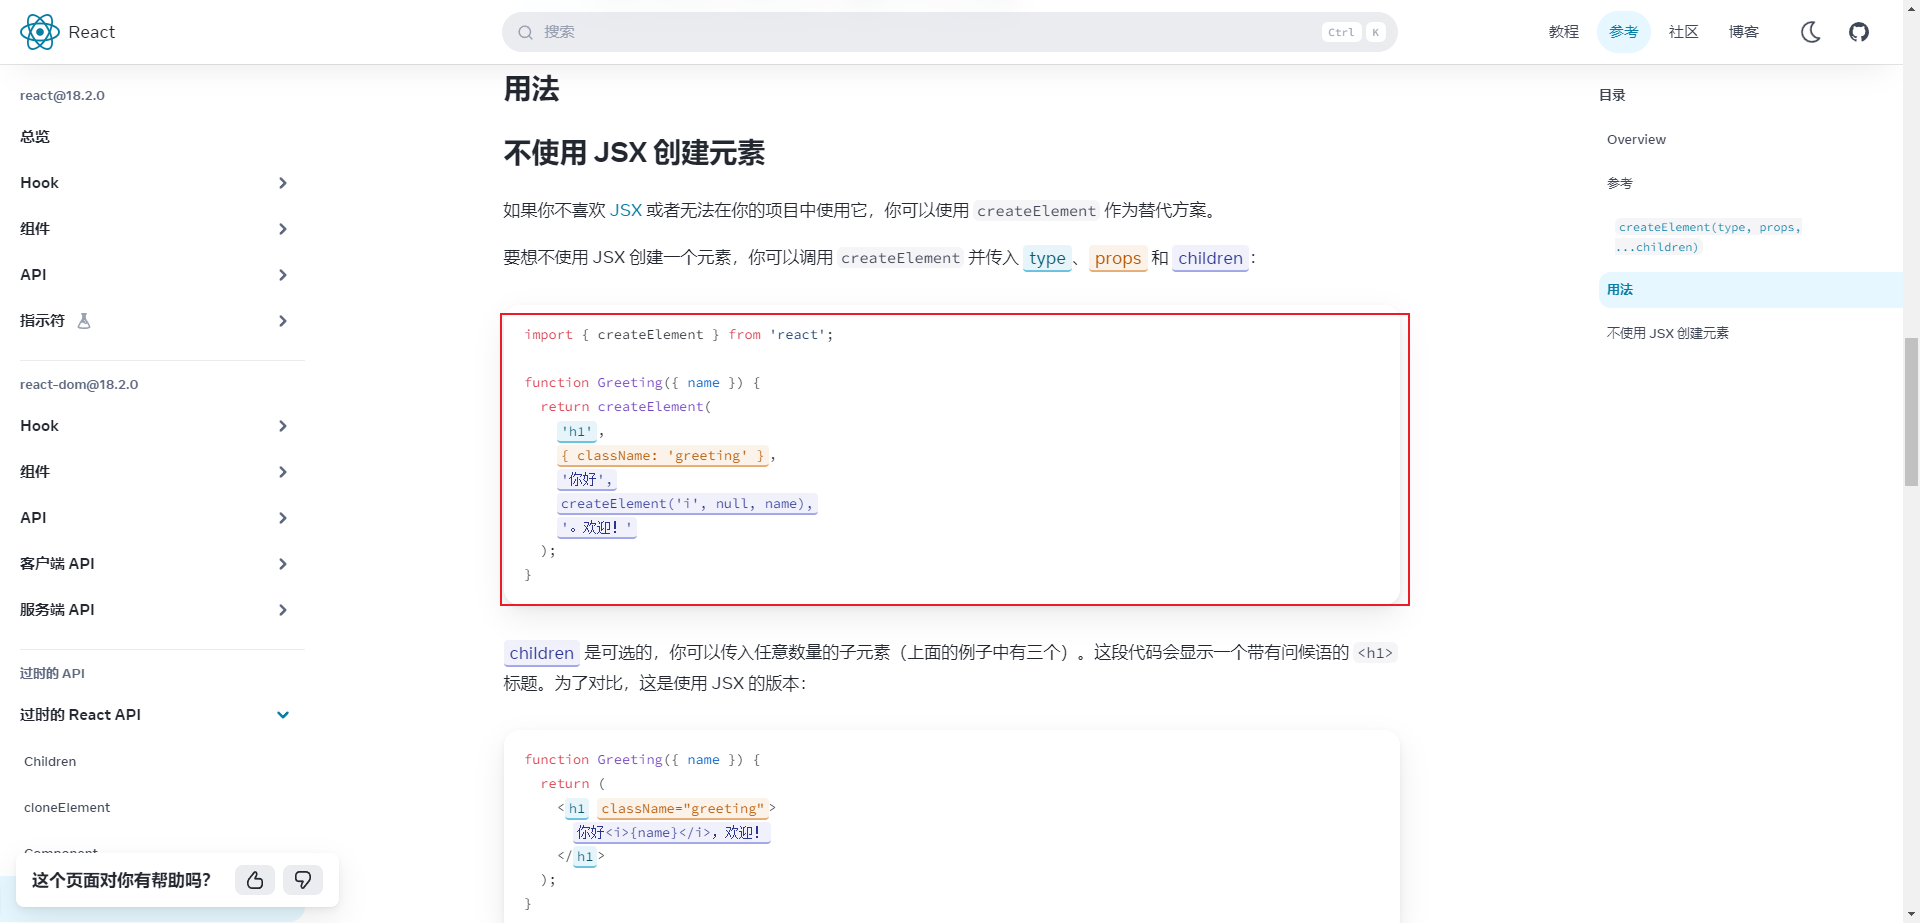 React
搜索
Ctrl K
教程
参考
社区
博客
react@18.2.0
总览
Hook
组件
API
指示符
react-dom@18.2.0
Hook
组件
API
客户端 API
服务端 API
过时的 API
过时的 React API
Children
cloneElement
Component
这个页面对你有帮助吗？
用法
不使用 JSX 创建元素
如果你不喜欢 JSX 或者无法在你的项目中使用它，你可以使用 createElement 作为替代方案。
要想不使用 JSX 创建一个元素，你可以调用 createElement 并传入 type、props 和 children：
import { createElement } from 'react';
function Greeting({ name }) {
return createElement(
'h1',
{ className: 'greeting' },
'你好',
createElement('i', null, name),
'。欢迎！'
);
}
children 是可选的，你可以传入任意数量的子元素（上面的例子中有三个）。这段代码会显示一个带有问候语的 <h1>
标题。为了对比，这是使用 JSX 的版本：
function Greeting({ name }) {
return (
<h1 className="greeting">
你好<i>{name}</i>，欢迎！
</h1>
);
}
目录
Overview
参考
createElement(type, props,
...children)
用法
不使用 JSX 创建元素